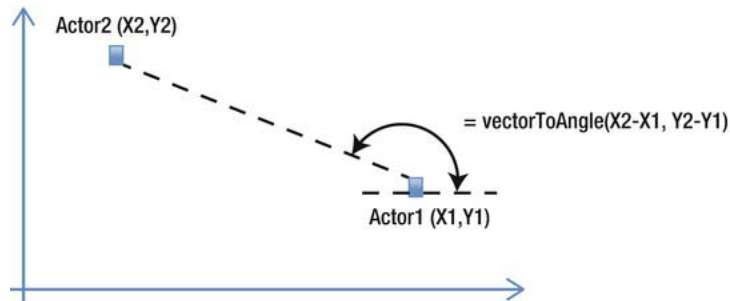 Actor2 (X2,Y2)
= vectorToAngle(X2-X1, Y2-Y1)
Actor1 (X1,Y1)